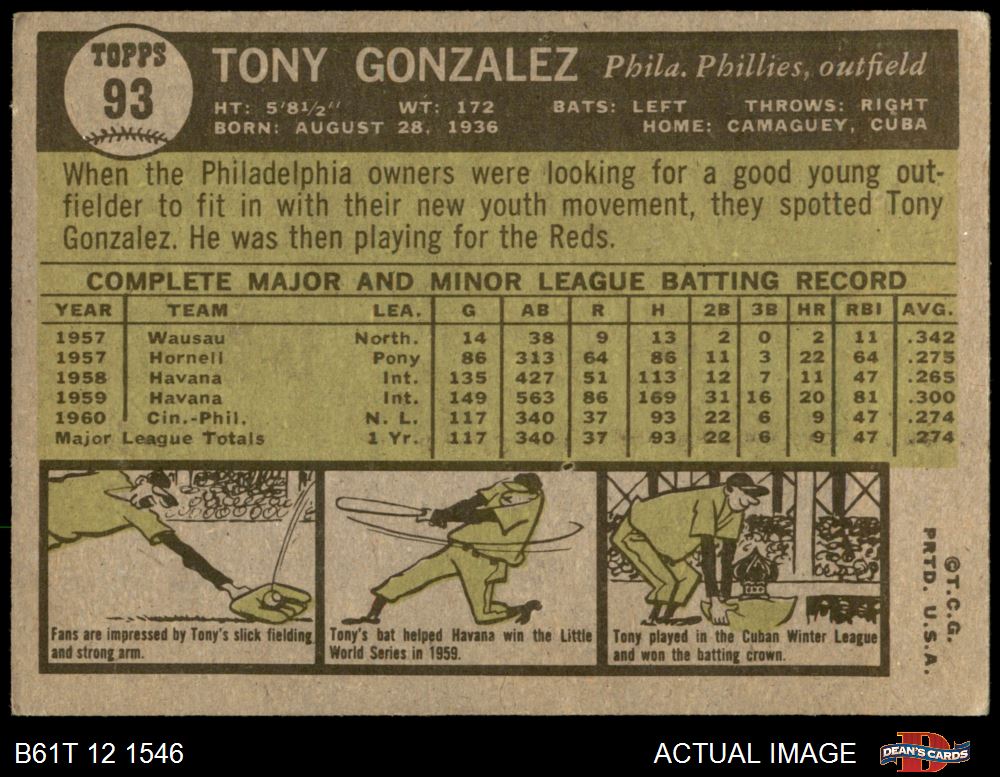 TOPPS
93
TONY GONZALEZ Phila. Phillies, outfield
HT: 5'8½" WT: 172 BATS: LEFT THROWS: RIGHT
BORN: AUGUST 28, 1936 HOME: CAMAGUEY, CUBA
When the Philadelphia owners were looking for a good young out-
fielder to fit in with their new youth movement, they spotted Tony
Gonzalez. He was then playing for the Reds.
COMPLETE MAJOR AND MINOR LEAGUE BATTING RECORD
YEAR TEAM LEA. G AB R H 2B 3B HR RBI AVG.
1957 Wausau North. 14 38 9 13 2 0 2 11 .342
1957 Hornell Pony 86 313 64 86 11 3 22 64 .275
1958 Havana Int. 135 427 51 113 12 7 11 47 .265
1959 Havana Int. 149 563 86 169 31 16 20 81 .300
1960 Cin.-Phil. N. L. 117 340 37 93 22 6 9 47 .274
Major League Totals 1 Yr. 117 340 37 93 22 6 9 47 .274
Fans are impressed by Tony's slick fielding
and strong arm.
Tony's bat helped Havana win the Little
World Series in 1959.
Tony played in the Cuban Winter League
and won the batting crown.
©T.C.G.
PRTD. U.S.A.
B61T 12 1546
ACTUAL IMAGE
DEAN'S CARDS